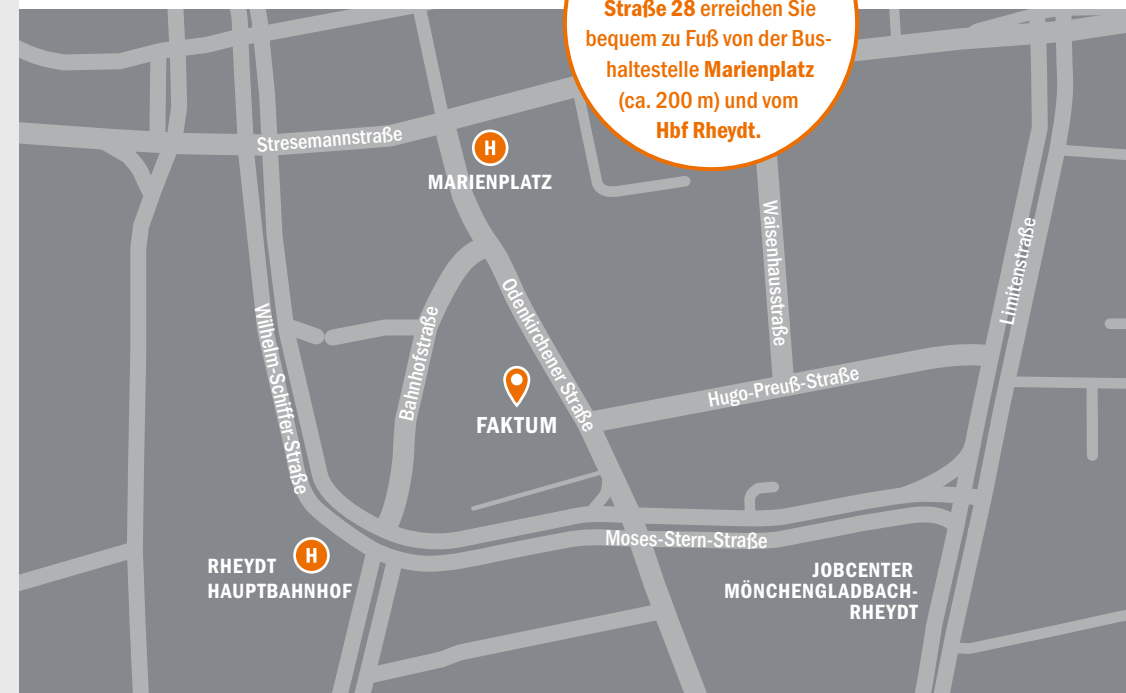 Straße 28 erreichen Sie
bequem zu Fuß von der Bus-
haltestelle Marienplatz
(ca. 200 m) und vom
Hbf Rheydt.
Stresemannstraße
H
MARIENPLATZ
Waisenhausstraße
Limitenstraße
Odenkirchener Straße
Wilhelm-Schiffer-Straße
Bahnhofstraße
Hugo-Preuß-Straße
FAKTUM
Moses-Stern-Straße
H
RHEYDT
HAUPTBAHNHOF
JOBCENTER
MÖNCHENGLADBACH-
RHEYDT